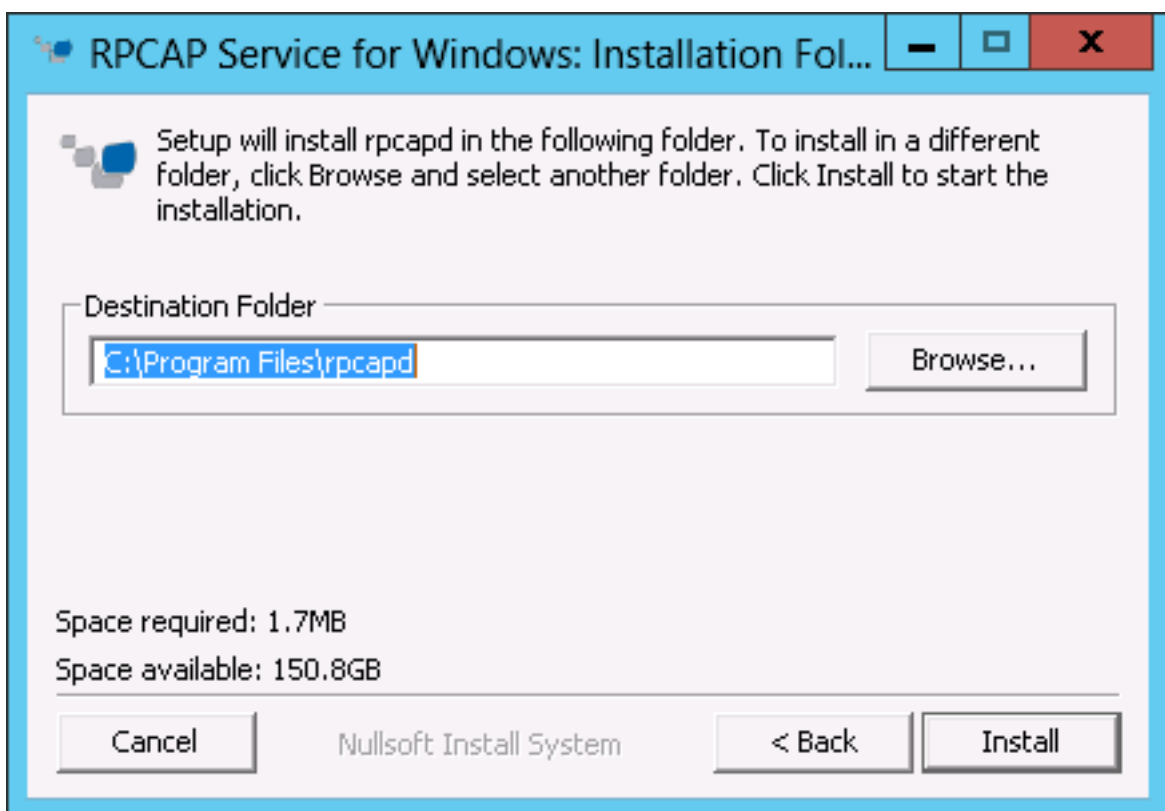 RPCAP Service for Windows: Installation Fol...
Setup will install rpcapd in the following folder. To install in a different
folder, click Browse and select another folder. Click Install to start the
installation.
Destination Folder
C:\Program Files\rpcapd
Browse...
Space required: 1.7MB
Space available: 150.8GB
Cancel
Nullsoft Install System
< Back
Install